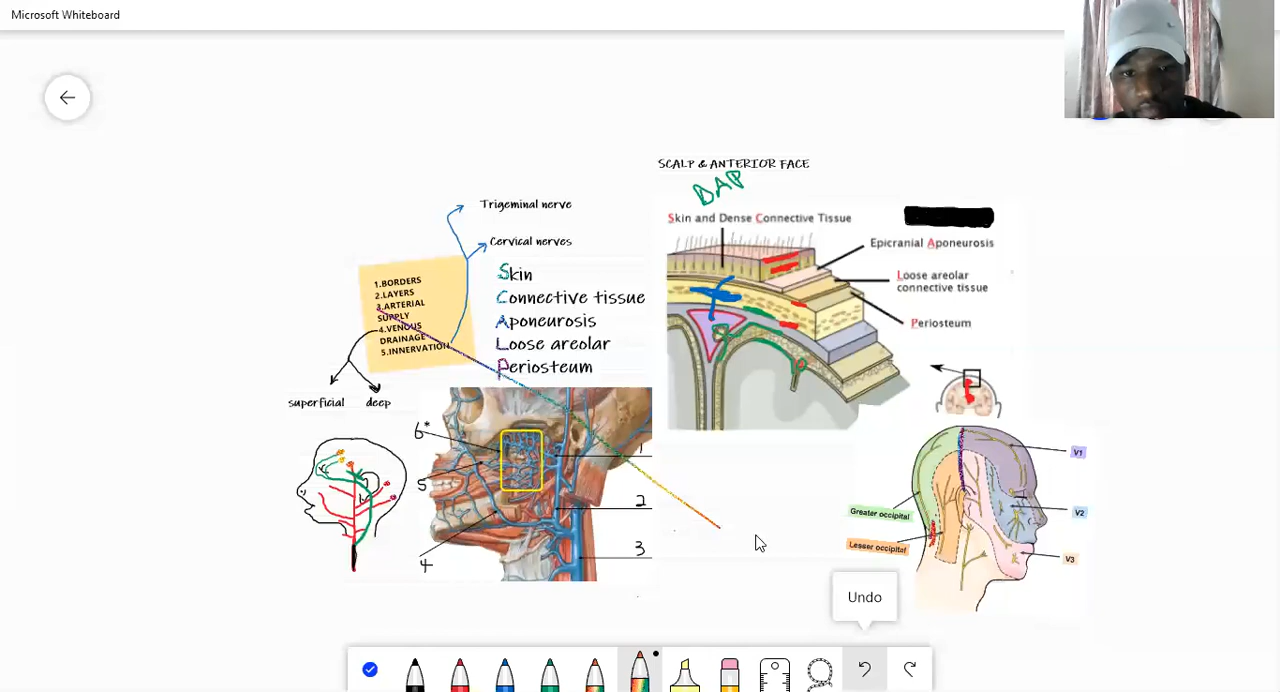 Microsoft Whiteboard
SCALP & ANTERIOR FACE
DAP
Trigeminal nerve
Cervical nerves
1.BORDERS
2.LAYERS
3.ARTERIAL
SUPPLY
4.VENOUS
DRAINAGE
5.INNERVATION
superficial
deep
Skin
Connective tissue
Aponeurosis
Loose areolar
Periosteum
Skin and Dense Connective Tissue
Epicranial Aponeurosis
Loose areolar
connective tissue
Periosteum
6*
5
4
1
2
3
Greater occipital
Lesser occipital
V1
V2
V3
Undo